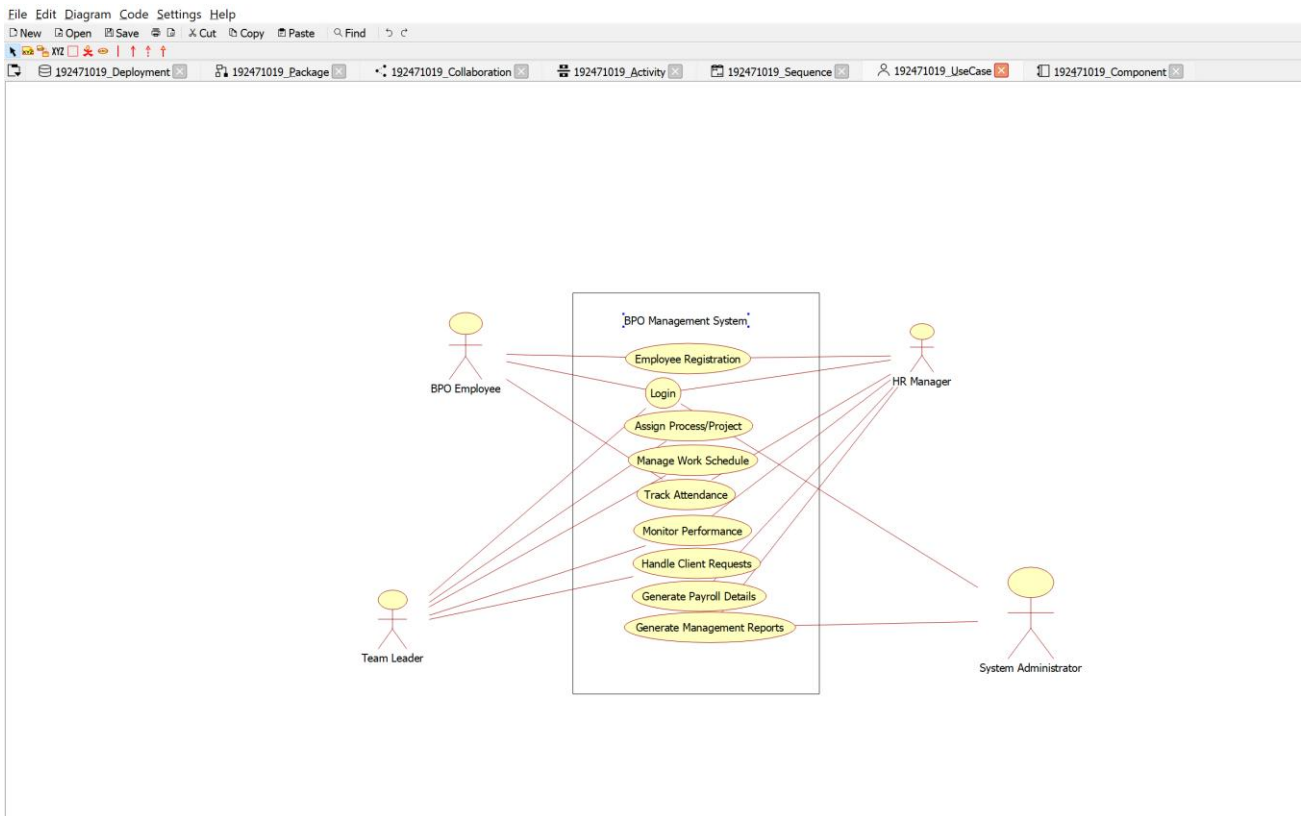 File Edit Diagram Code Settings Help
New Open Save Cut Copy Paste Find
XYZ
192471019_Deployment 192471019_Package 192471019_Collaboration 192471019_Activity 192471019_Sequence 192471019_UseCase 192471019_Component
BPO Management System
Employee Registration
BPO Employee
HR Manager
Login
Assign Process/Project
Manage Work Schedule
Track Attendance
Monitor Performance
Handle Client Requests
Generate Payroll Details
Generate Management Reports
Team Leader
System Administrator